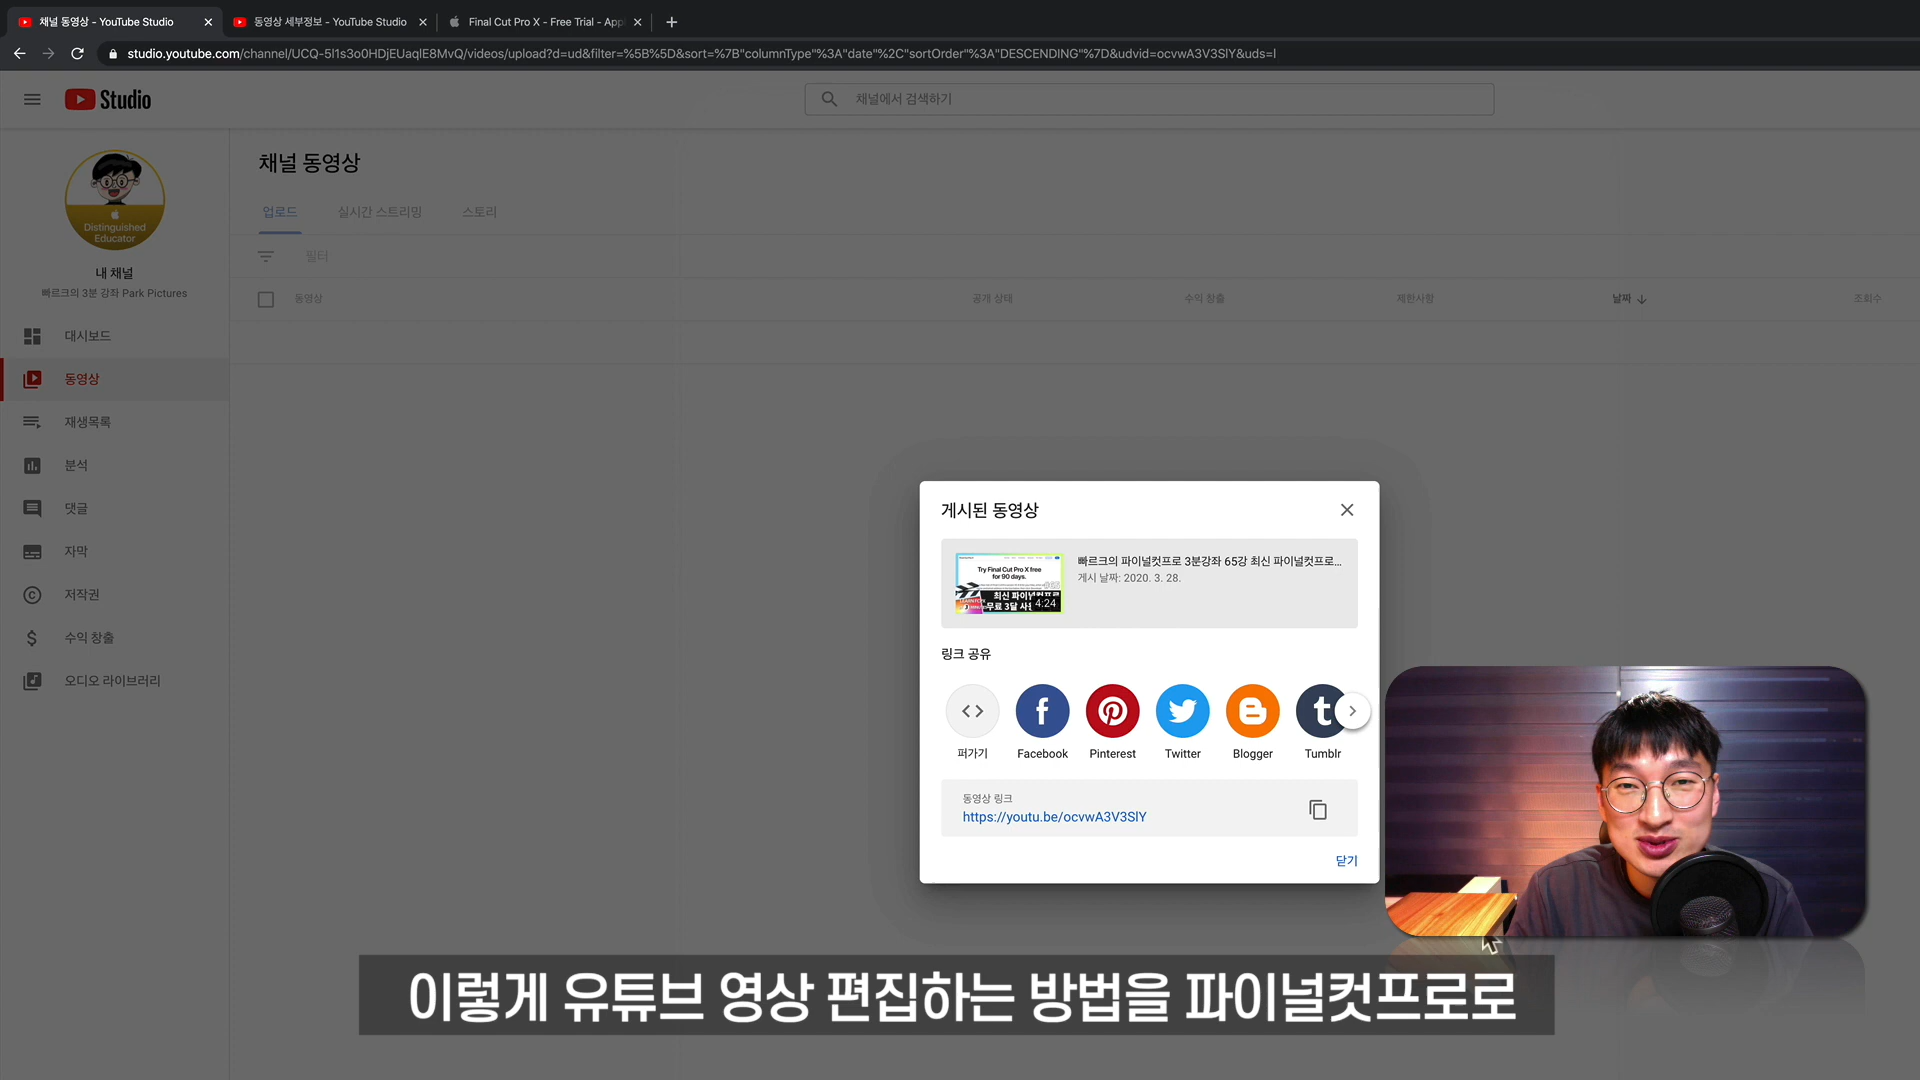 채널 동영상 - YouTube Studio
동영상 세부정보 - YouTube Studio
Final Cut Pro X - Free Trial - Appl
studio.youtube.com/channel/UCQ-5l1s3o0HDjEUaqlE8MvQ/videos/upload?d=ud&filter=%5B%5D&sort=%7B"columnType"%3A"date"%2C"sortOrder"%3A"DESCENDING"%7D&udvid=ocvwA3V3SlY&uds=l
Studio
채널에서 검색하기
Distinguished
Educator
내 채널
빠르크의 3분 강좌 Park Pictures
대시보드
동영상
재생목록
분석
댓글
자막
저작권
수익 창출
오디오 라이브러리
채널 동영상
업로드 실시간 스트리밍 스토리
필터
동영상 공개 상태 수익 창출 제한사항 날짜 조회수
게시된 동영상
Try Final Cut Pro X free
for 90 days.
최신 파이널컷프로
무료 3달 사용
4:24
빠르크의 파이널컷프로 3분강좌 65강 최신 파이널컷프로...
게시 날짜: 2020. 3. 28.
링크 공유
퍼가기 Facebook Pinterest Twitter Blogger Tumblr
동영상 링크
https://youtu.be/ocvwA3V3SlY
닫기
이렇게 유튜브 영상 편집하는 방법을 파이널컷프로로